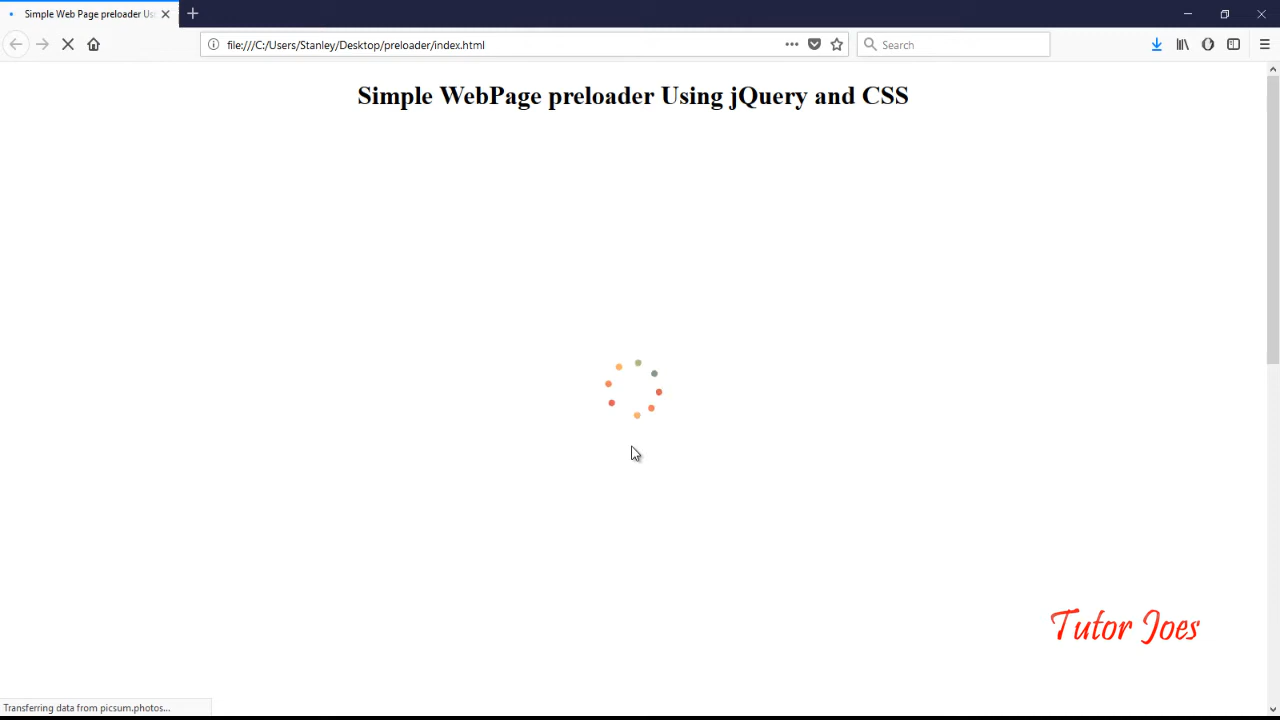 Simple Web Page preloader Us
file:///C:/Users/Stanley/Desktop/preloader/index.html
Search
Simple WebPage preloader Using jQuery and CSS
Tutor Joes
Transferring data from picsum.photos...